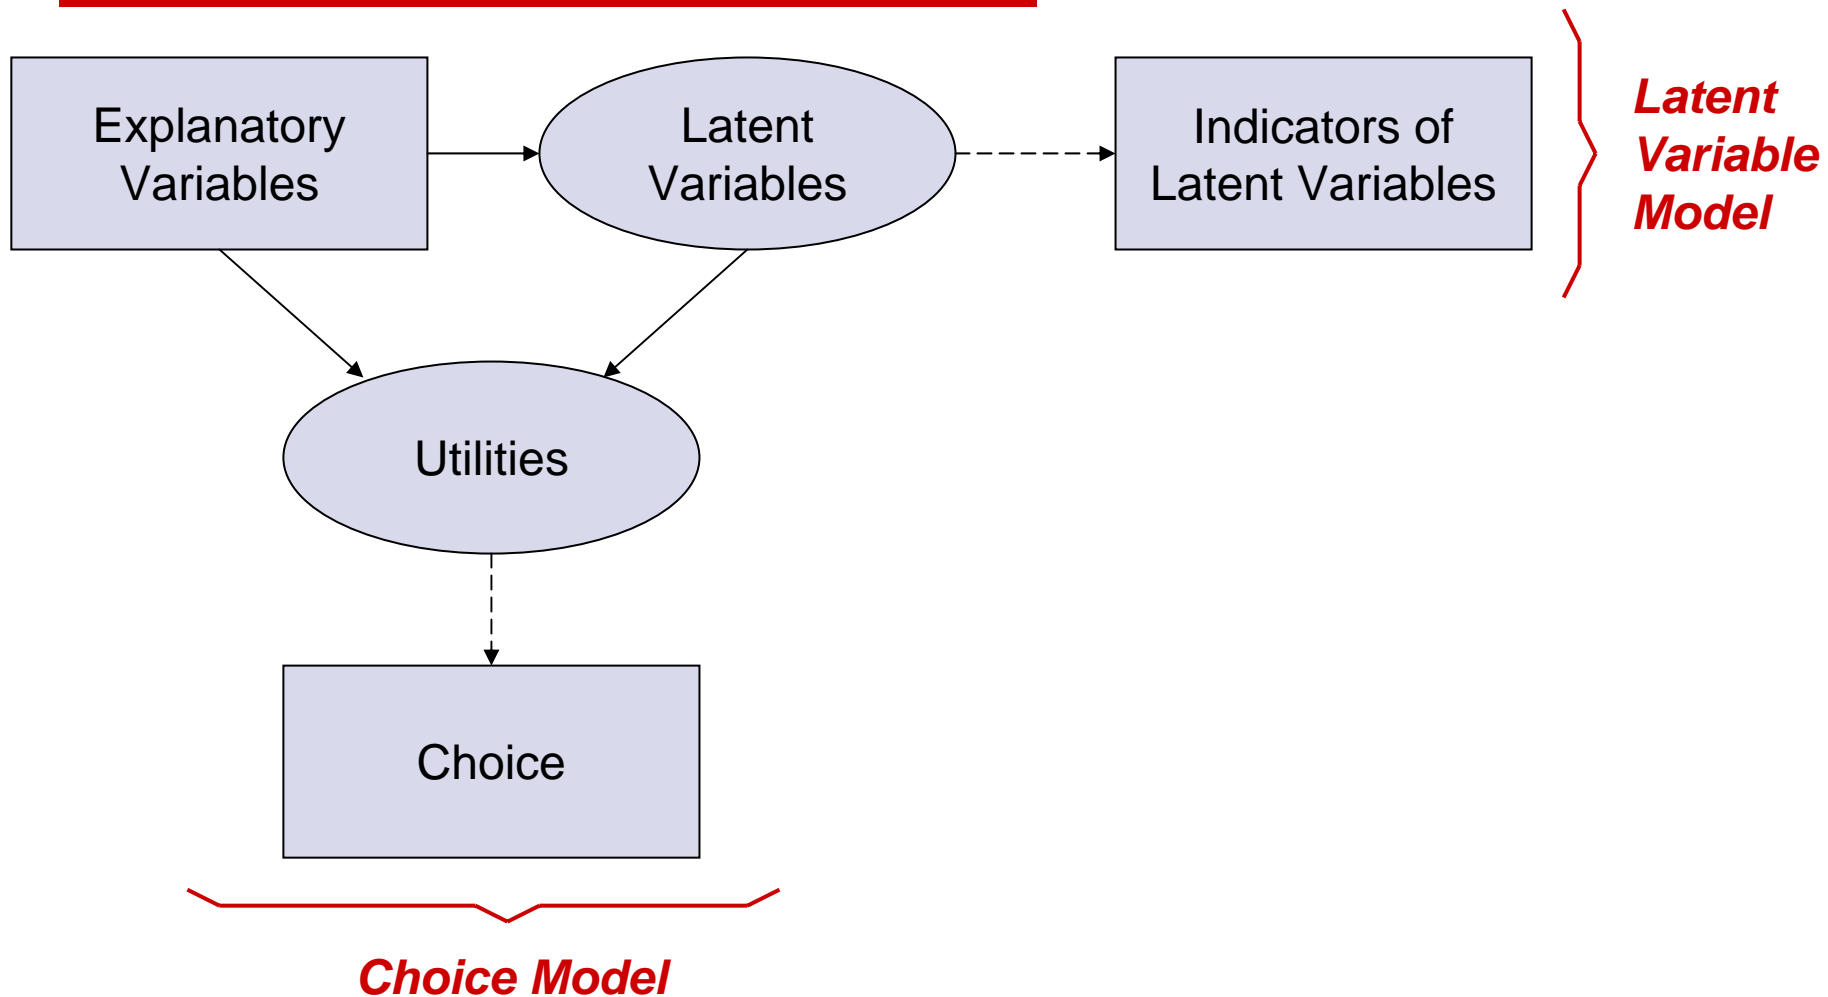 Explanatory
Variables
Latent
Variables
Indicators of
Latent Variables
Latent
Variable
Model
Utilities
Choice
Choice Model